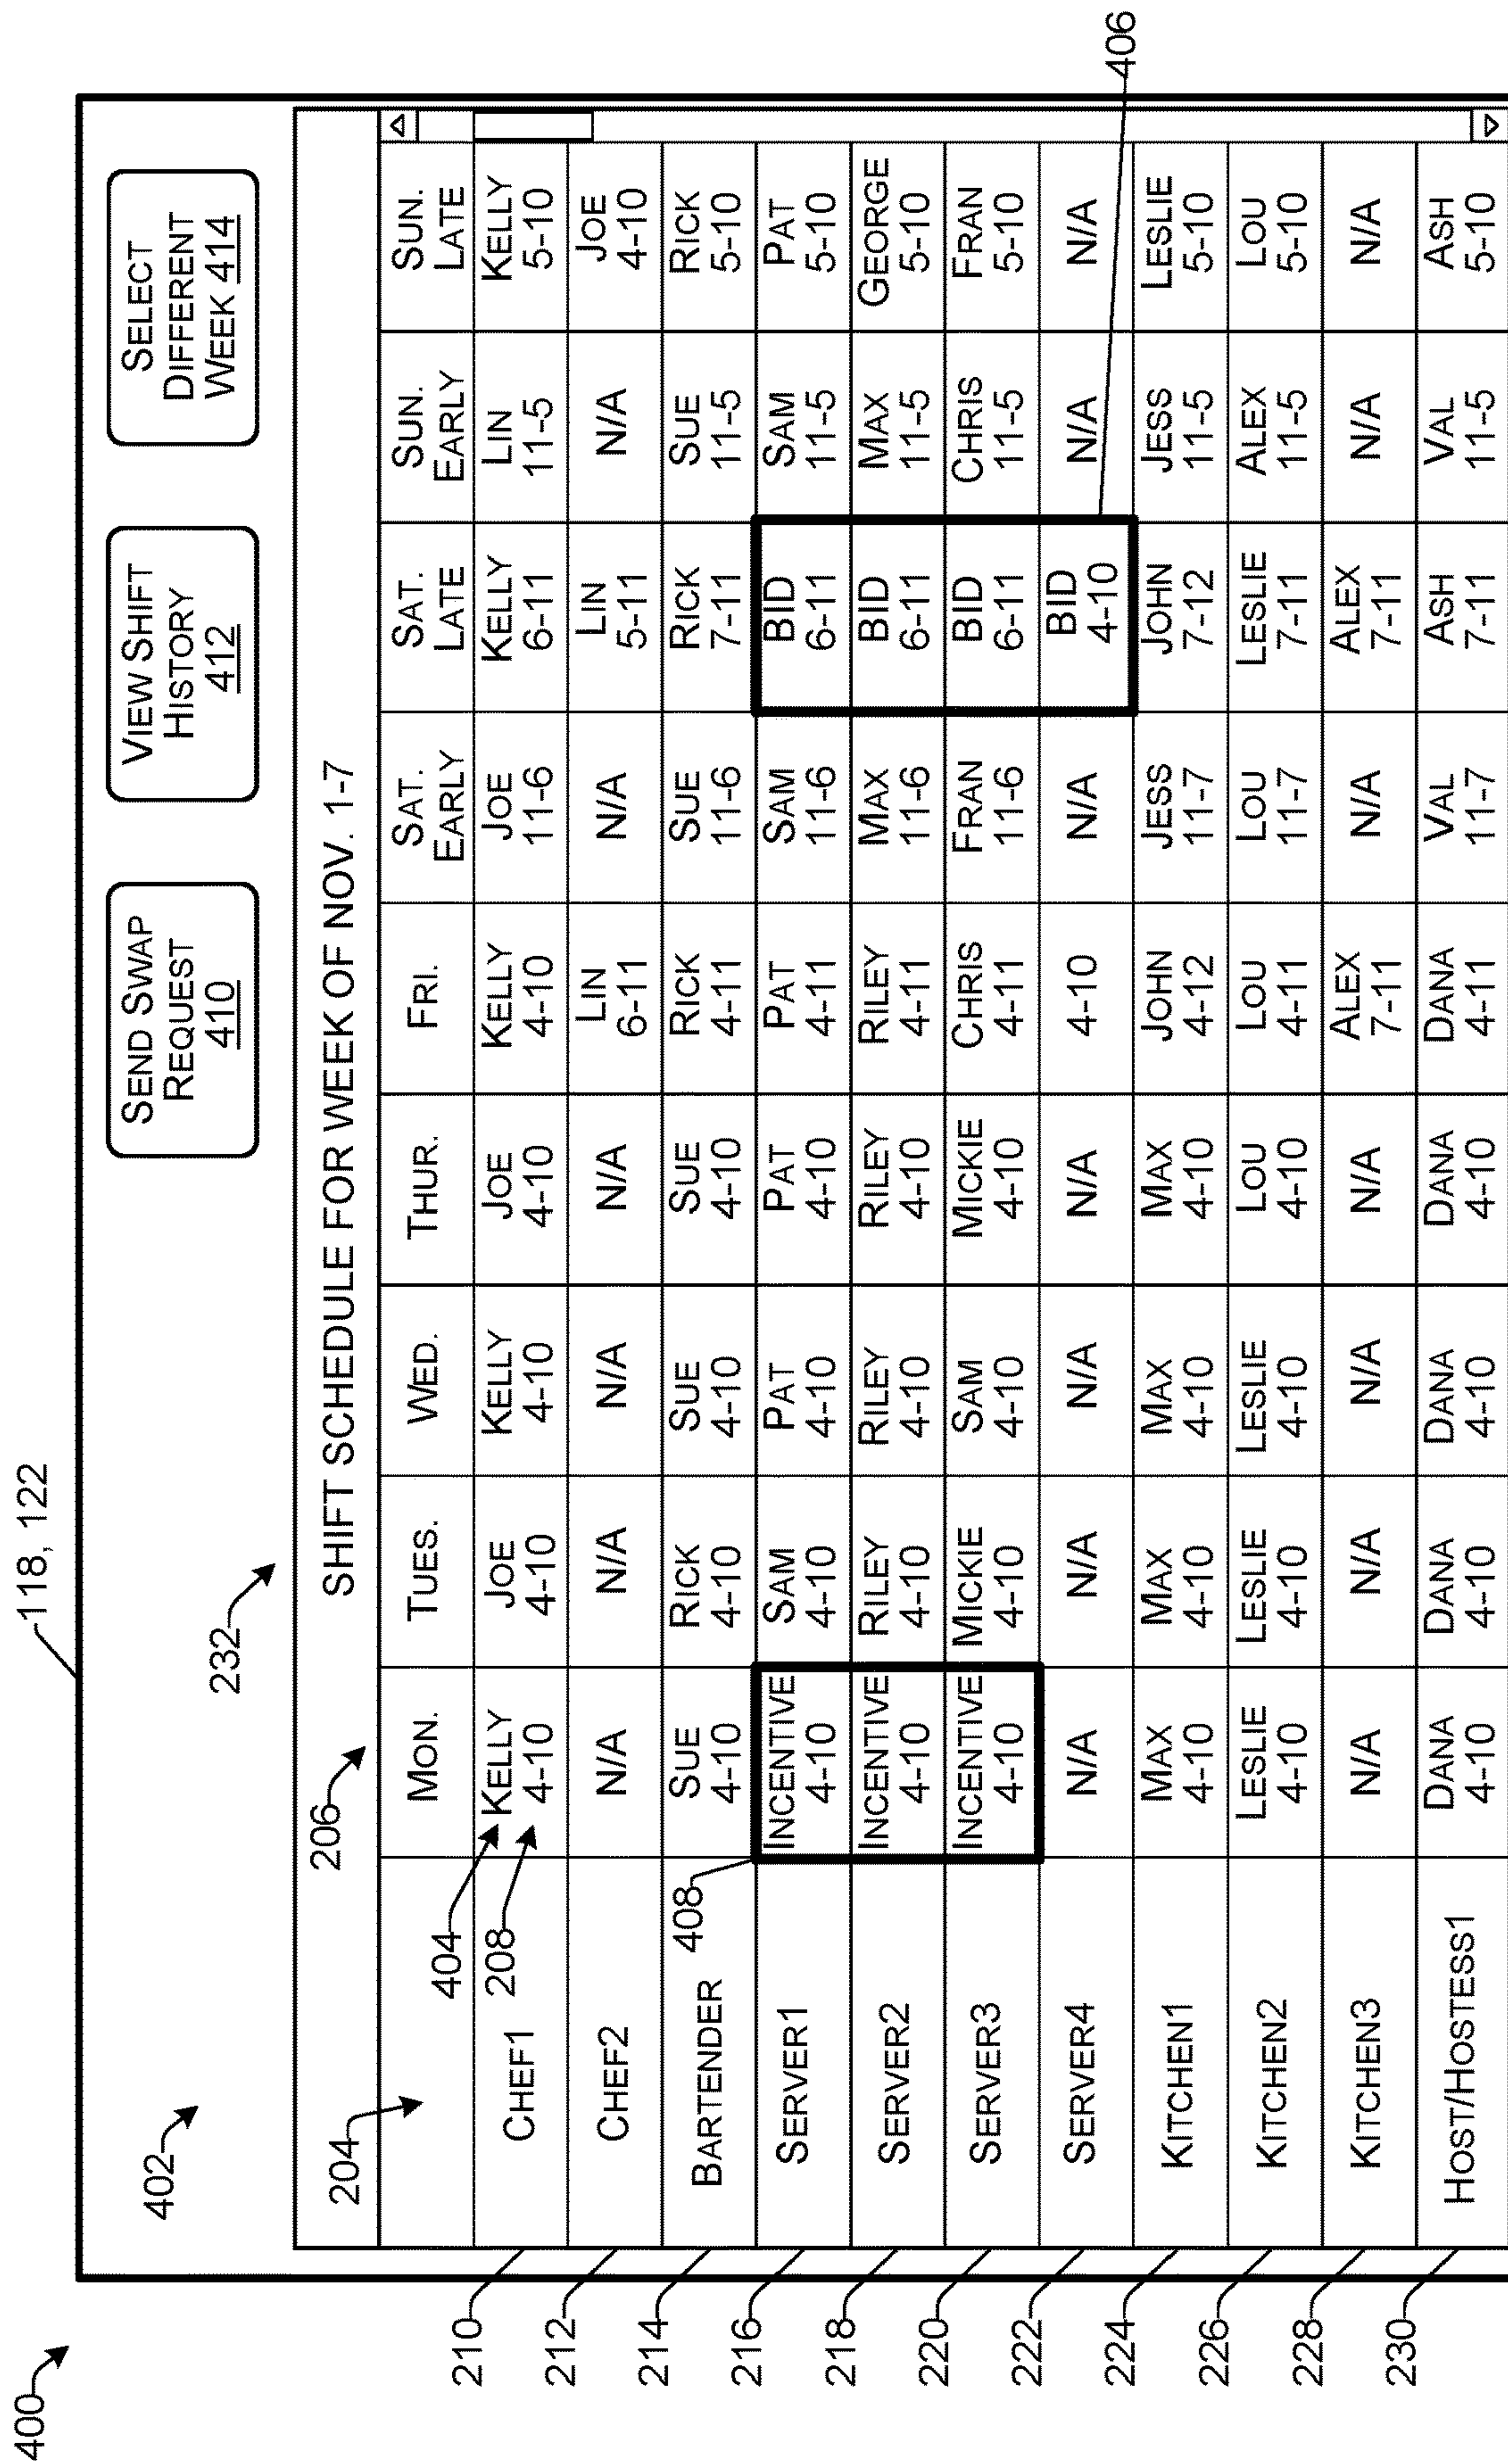 400
402
118, 122
232
SEND SWAP
REQUEST
410
VIEW SHIFT
HISTORY
412
SELECT
DIFFERENT
WEEK 414
SHIFT SCHEDULE FOR WEEK OF NOV. 1-7
204
206
MON.
TUES.
WED.
THUR.
FRI.
SAT.
EARLY
SAT.
LATE
SUN.
EARLY
SUN.
LATE
210
CHEF1
404
208
KELLY
4-10
JOE
4-10
KELLY
4-10
JOE
4-10
KELLY
4-10
JOE
11-6
KELLY
6-11
LIN
11-5
KELLY
5-10
212
CHEF2
N/A
N/A
N/A
N/A
LIN
6-11
N/A
LIN
5-11
N/A
JOE
4-10
214
BARTENDER
408
SUE
4-10
RICK
4-10
SUE
4-10
SUE
4-10
RICK
4-11
SUE
11-6
RICK
7-11
SUE
11-5
RICK
5-10
216
SERVER1
INCENTIVE
4-10
SAM
4-10
PAT
4-10
PAT
4-10
PAT
4-11
SAM
11-6
BID
6-11
SAM
11-5
PAT
5-10
218
SERVER2
INCENTIVE
4-10
RILEY
4-10
RILEY
4-10
RILEY
4-10
RILEY
4-11
MAX
11-6
BID
6-11
MAX
11-5
GEORGE
5-10
220
SERVER3
INCENTIVE
4-10
MICKIE
4-10
SAM
4-10
MICKIE
4-10
CHRIS
4-11
FRAN
11-6
BID
6-11
CHRIS
11-5
FRAN
5-10
222
SERVER4
N/A
N/A
N/A
N/A
4-10
N/A
BID
4-10
N/A
N/A
406
224
KITCHEN1
MAX
4-10
MAX
4-10
MAX
4-10
MAX
4-10
JOHN
4-12
JESS
11-7
JOHN
7-12
JESS
11-5
LESLIE
5-10
226
KITCHEN2
LESLIE
4-10
LESLIE
4-10
LESLIE
4-10
LOU
4-10
LOU
4-11
LOU
11-7
LESLIE
7-11
ALEX
11-5
LOU
5-10
228
KITCHEN3
N/A
N/A
N/A
N/A
ALEX
7-11
N/A
ALEX
7-11
N/A
N/A
230
HOST/HOSTESS1
DANA
4-10
DANA
4-10
DANA
4-10
DANA
4-10
DANA
4-11
VAL
11-7
ASH
7-11
VAL
11-5
ASH
5-10